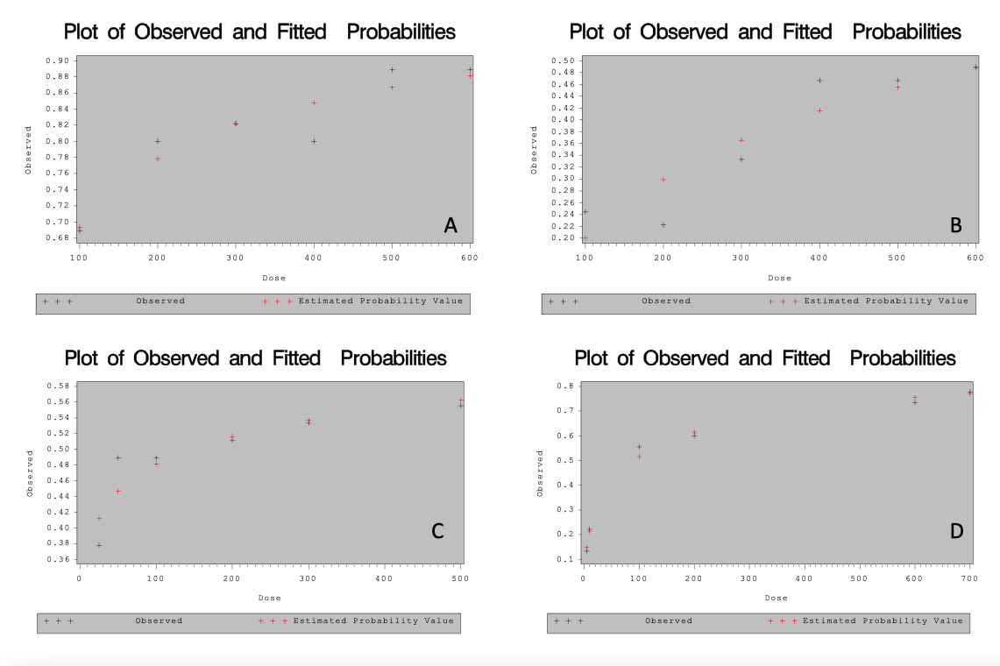 Plot of Observed and Fitted Probabilities
0.90
0.88
0.86
0.84
0.82
0.80
0.78
0.76
0.74
0.72
0.70
0.68
Observed
A
100 200 300 400 500 600
Dose
+ + + Observed + + + Estimated Probability Value
Plot of Observed and Fitted Probabilities
0.50
0.48
0.46
0.44
0.42
0.40
0.38
0.36
0.34
0.32
0.30
0.28
0.26
0.24
0.22
0.20
Observed
B
100 200 300 400 500 600
Dose
+ + + Observed + + + Estimated Probability Value
Plot of Observed and Fitted Probabilities
0.58
0.56
0.54
0.52
0.50
0.48
0.46
0.44
0.42
0.40
0.38
0.36
Observed
C
0 100 200 300 400 500
Dose
+ + + Observed + + + Estimated Probability Value
Plot of Observed and Fitted Probabilities
0.8
0.7
0.6
0.5
0.4
0.3
0.2
0.1
Observed
D
0 100 200 300 400 500 600 700
Dose
+ + + Observed + + + Estimated Probability Value